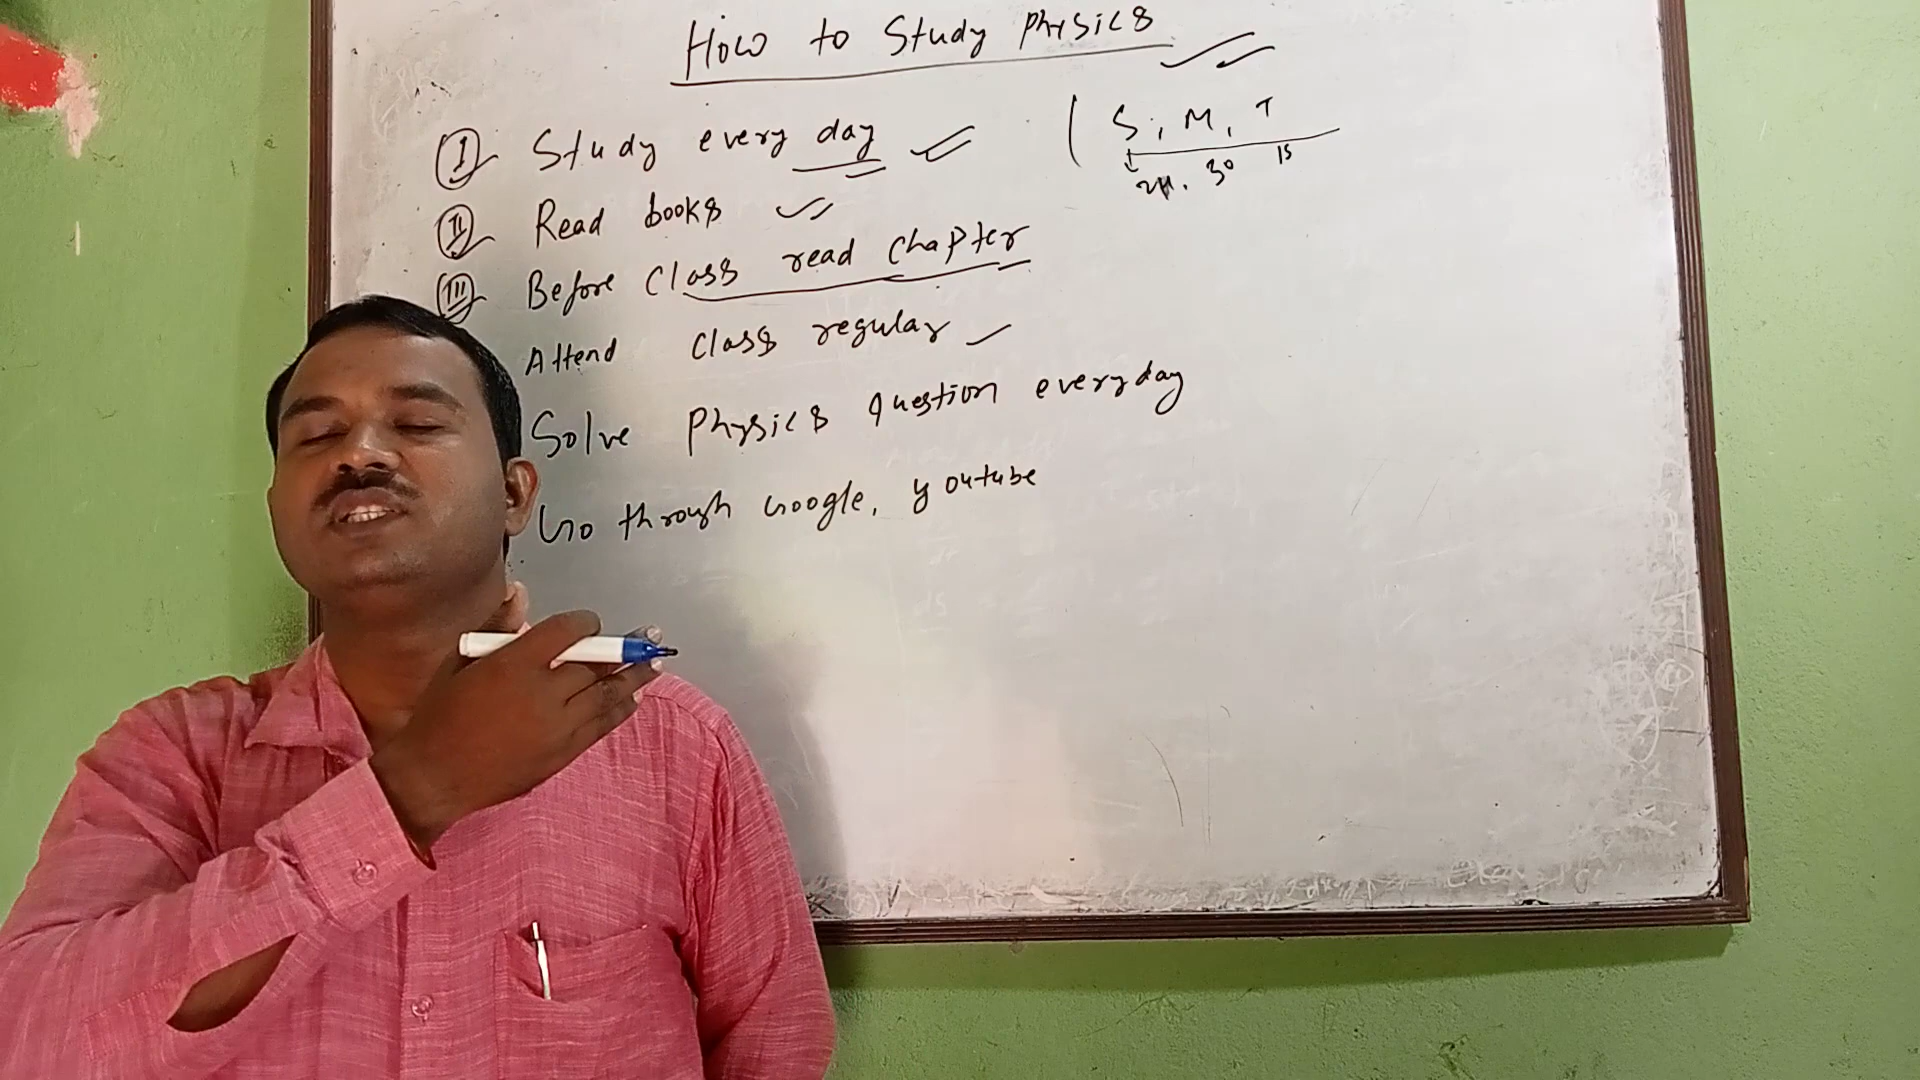 How to Study Physics
I Study every day ( S, M, T
2H. 30 15
II Read books
III Before Class read Chapter
Attend Class regular
Solve Physics question everyday
Go through Google, youtube